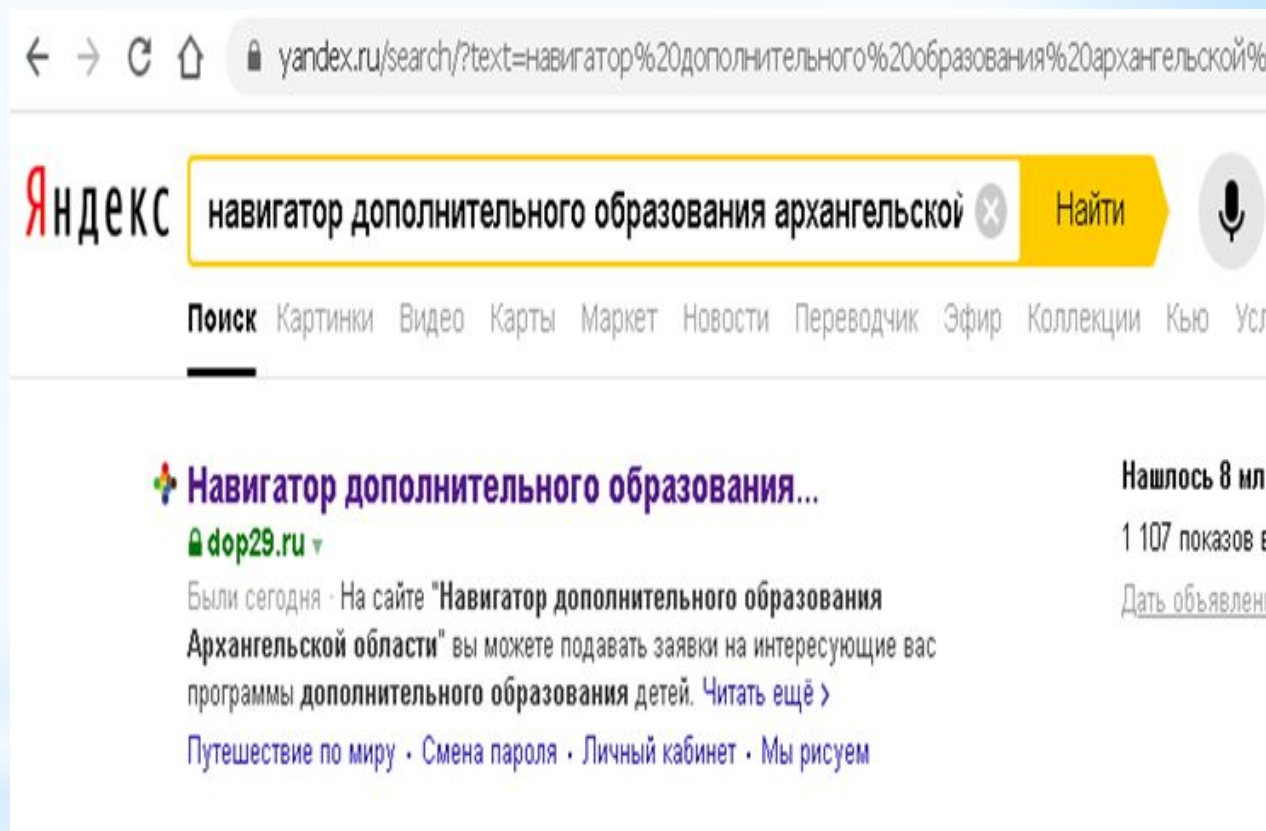 yandex.ru/search/?text=навигатор%20дополнительного%20образования%20архангельской%
Яндекс
навигатор дополнительного образования архангельской
Найти
Поиск Картинки Видео Карты Маркет Новости Переводчик Эфир Коллекции Кью
Навигатор дополнительного образования...
dop29.ru
Были сегодня · На сайте "Навигатор дополнительного образования
Архангельской области" вы можете подавать заявки на интересующие вас
программы дополнительного образования детей. Читать ещё >
Путешествие по миру · Смена пароля · Личный кабинет · Мы рисуем
Нашлось 8 мл
1 107 показов
Дать